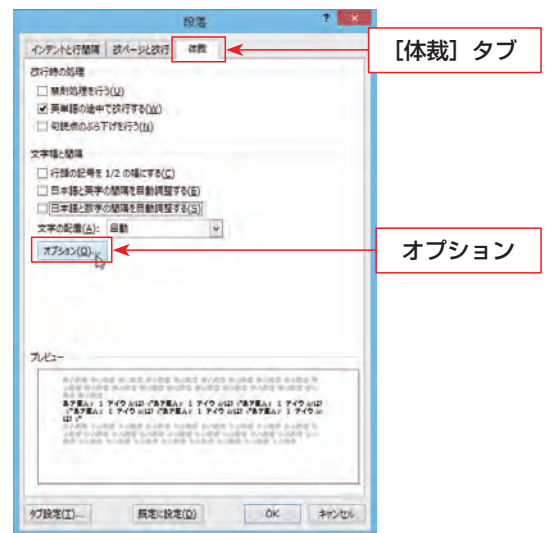 段落
?
×
インデントと行間隔 改ページと改行 体裁
[体裁] タブ
改行時の処理
禁則処理を行う(U)
英単語の途中で改行する(W)
句読点のぶら下げを行う(N)
文字幅と間隔
行頭の記号を 1/2 の幅にする(C)
日本語と英字の間隔を自動調整する(E)
日本語と数字の間隔を自動調整する(S)
文字の配置(A): 自動
オプション(O)...
オプション
プレビュー
タブ設定(T)... 既定に設定(D) OK キャンセル